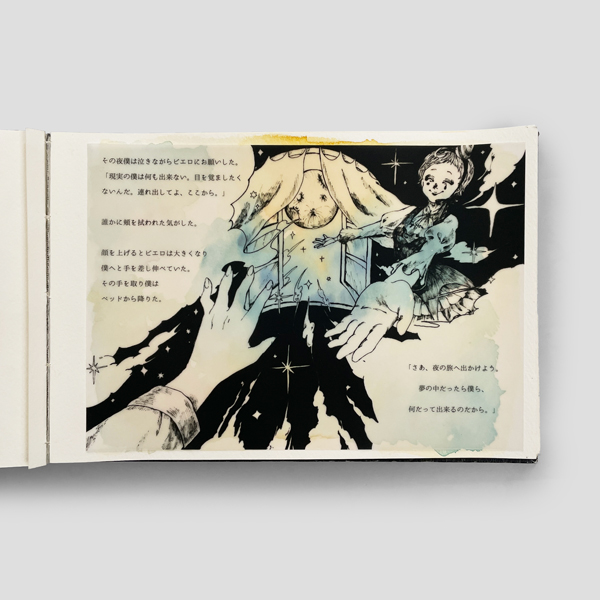 その夜僕は泣きながらピエロにお願いした。
「現実の僕は何も出来ない。目を覚ましたく
ないんだ。連れ出してよ、ここから。」
誰かに頬を拭われた気がした。
顔を上げるとピエロは大きくなり
僕へと手を差し伸べていた。
その手を取り僕は
ベッドから降りた。
「さあ、夜の旅へ出かけよう。
夢の中だったら僕ら、
何だって出来るのだから。」